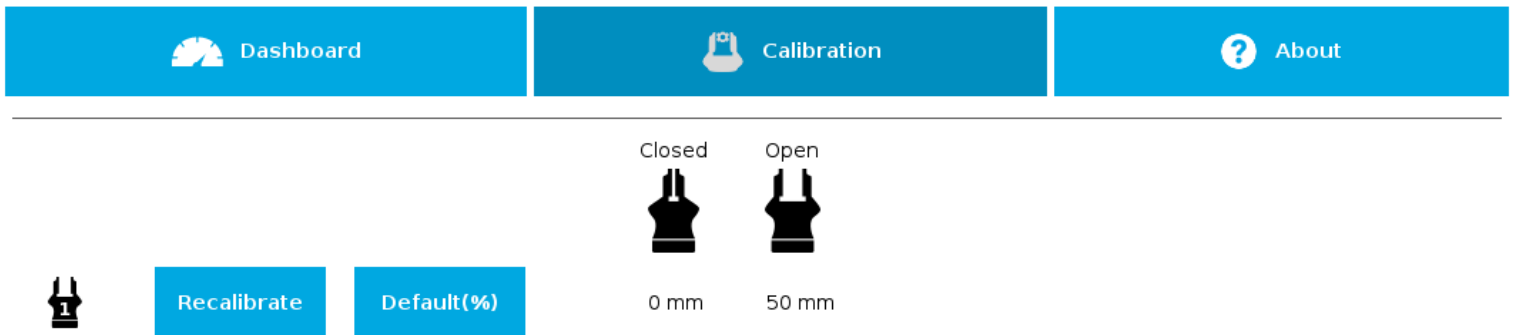 Dashboard
Calibration
? About
Closed Open
1 Recalibrate Default(%) 0 mm 50 mm